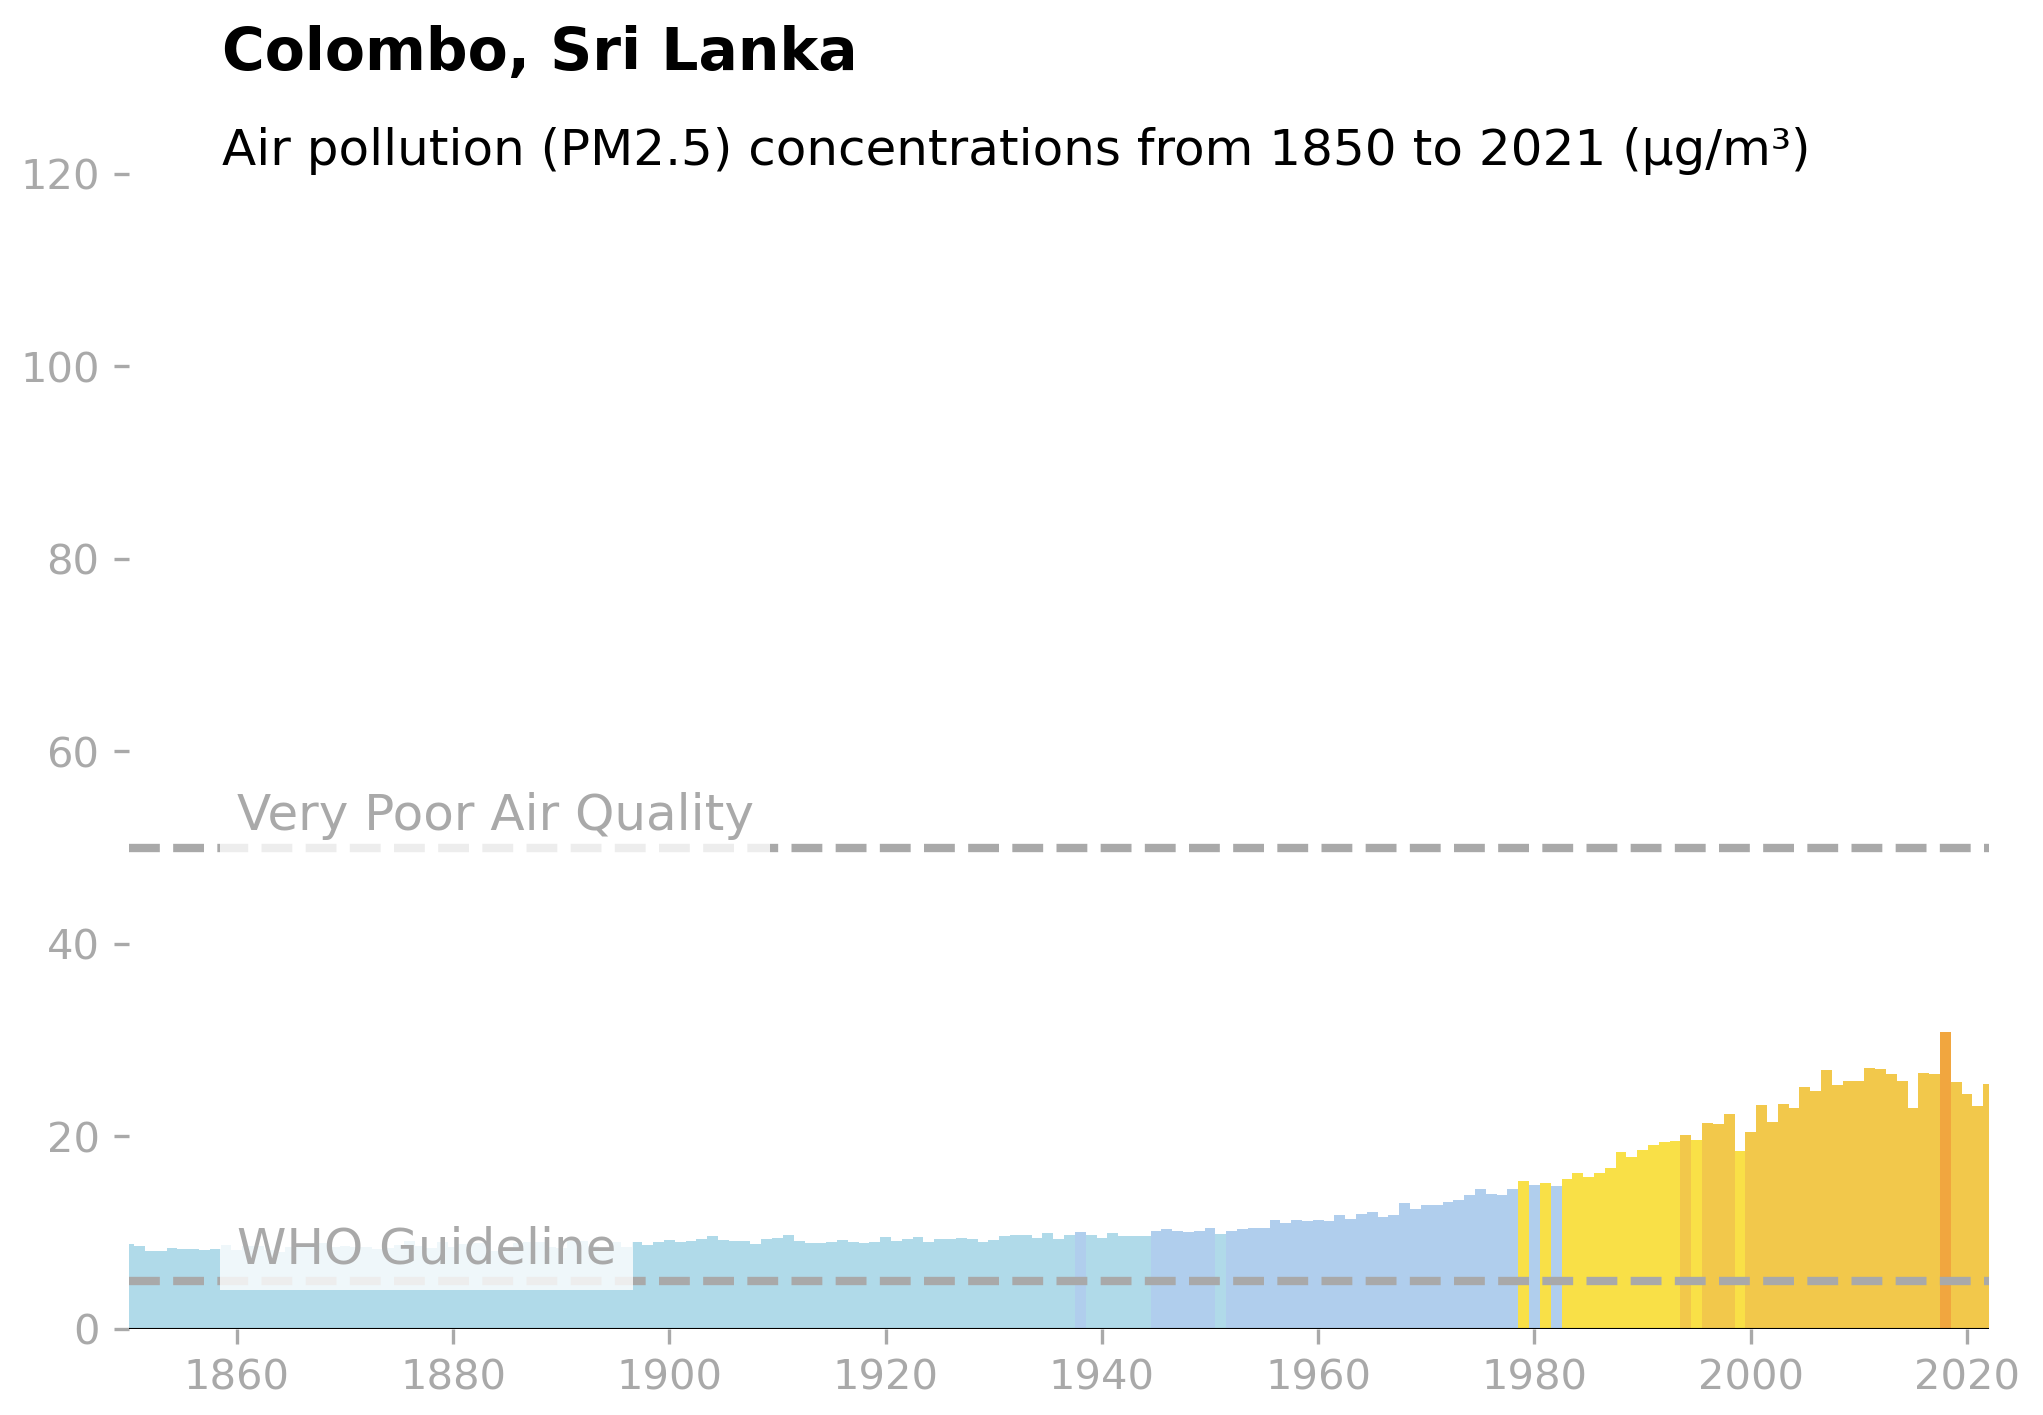 Colombo, Sri Lanka
Air pollution (PM2.5) concentrations from 1850 to 2021 (µg/m³)
120
100
80
60
Very Poor Air Quality
40
20
WHO Guideline
0
1860 1880 1900 1920 1940 1960 1980 2000 2020